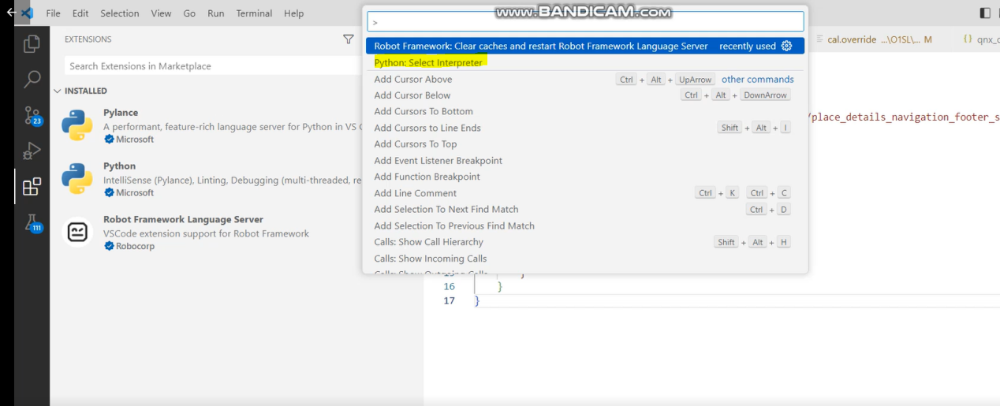 File Edit Selection View Go Run Terminal Help
www.BANDICAM.com
>
EXTENSIONS
Search Extensions in Marketplace
INSTALLED
Pylance
A performant, feature-rich language server for Python in VS
Microsoft
Python
IntelliSense (Pylance), Linting, Debugging (multi-threaded, re
Microsoft
Robot Framework Language Server
VSCode extension support for Robot Framework
Robocorp
23
111
Robot Framework: Clear caches and restart Robot Framework Language Server recently used
Python: Select Interpreter
Add Cursor Above Ctrl + Alt + UpArrow other commands
Add Cursor Below Ctrl + Alt + DownArrow
Add Cursors To Bottom
Add Cursors to Line Ends Shift + Alt + I
Add Cursors To Top
Add Event Listener Breakpoint
Add Function Breakpoint
Add Line Comment Ctrl + K Ctrl + C
Add Selection To Next Find Match Ctrl + D
Add Selection To Previous Find Match
Calls: Show Call Hierarchy Shift + Alt + H
Calls: Show Incoming Calls
Calls: Show Outgoing Calls
cal.override ...\O1SL\... M {} qnx_c
/place_details_navigation_footer_s
16 }
17 }